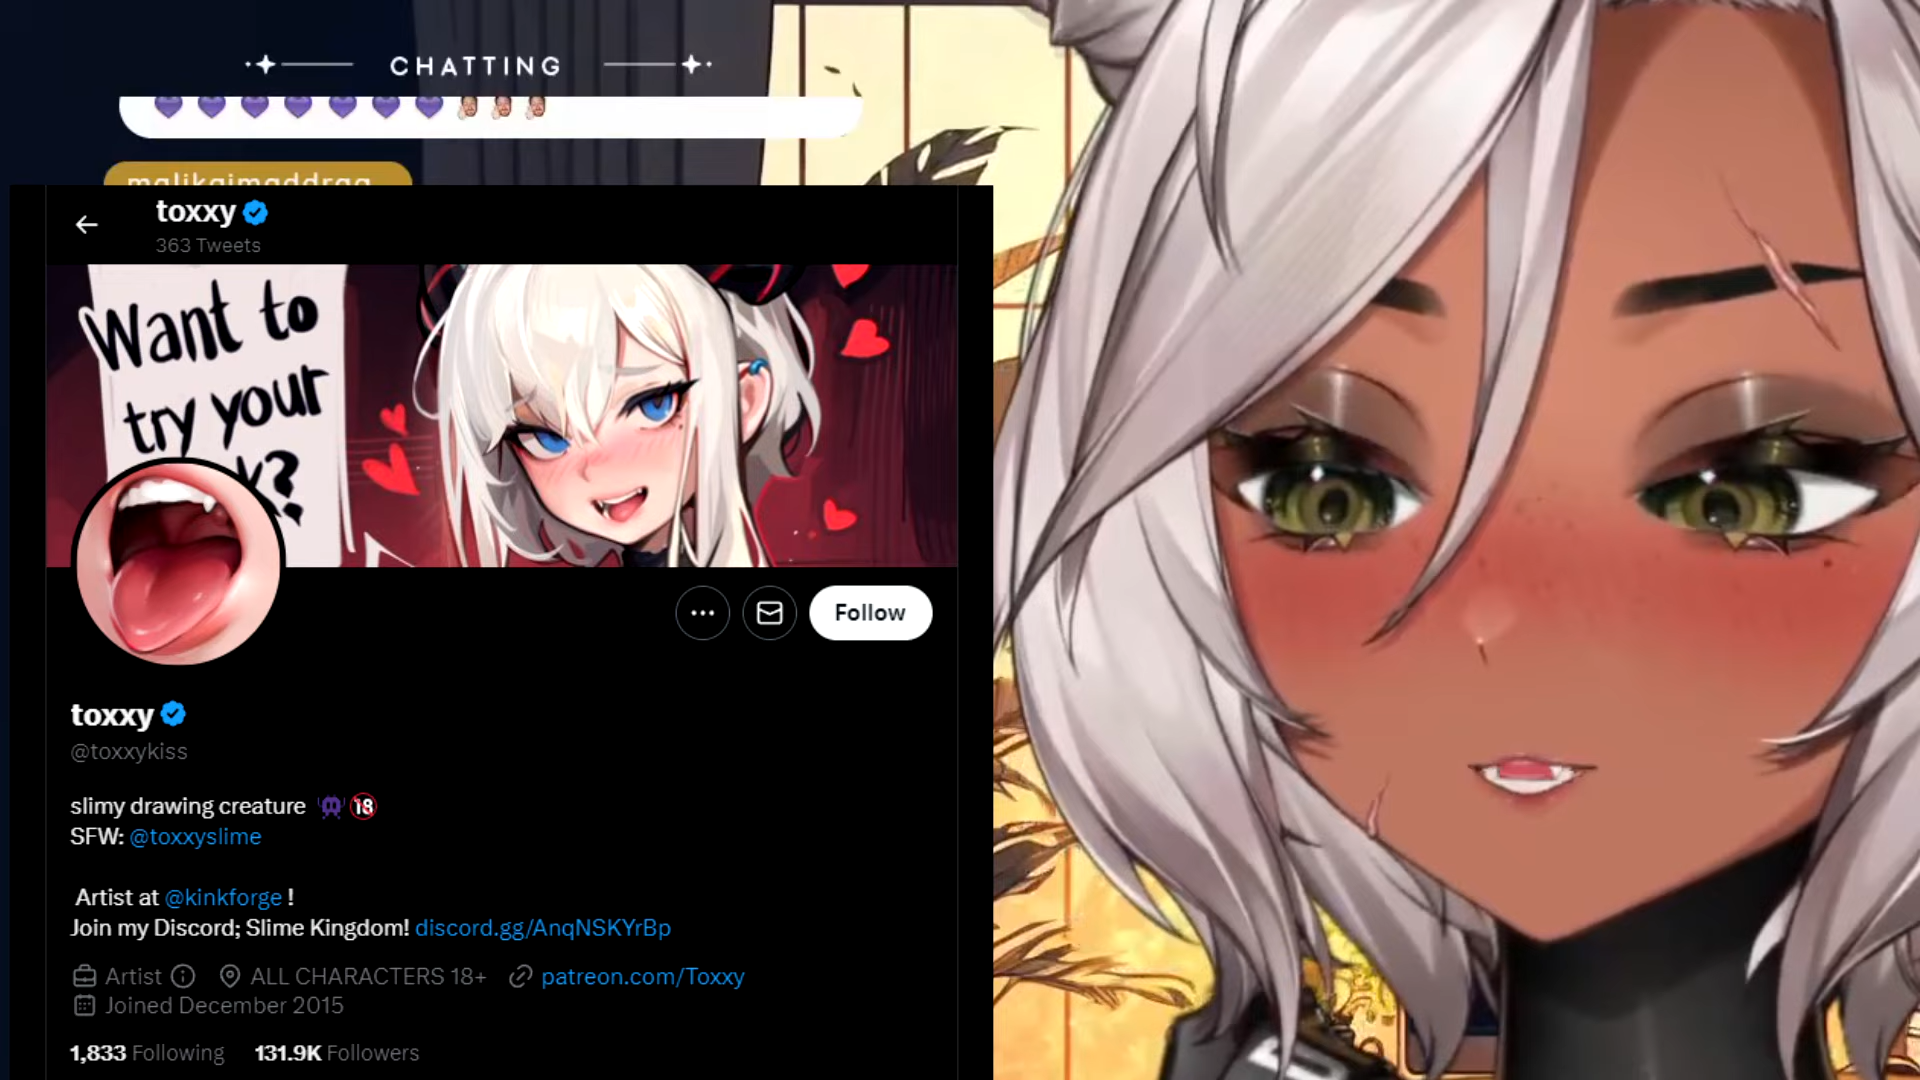 CHATTING
toxxy
363 Tweets
Want to
try your
k?
toxxy
@toxxykiss
slimy drawing creature 👾🔞
SFW: @toxxyslime
Artist at @kinkforge !
Join my Discord; Slime Kingdom! discord.gg/AnqNSKYrBp
Artist ALL CHARACTERS 18+ patreon.com/Toxxy
Joined December 2015
1,833 Following 131.9K Followers
Follow